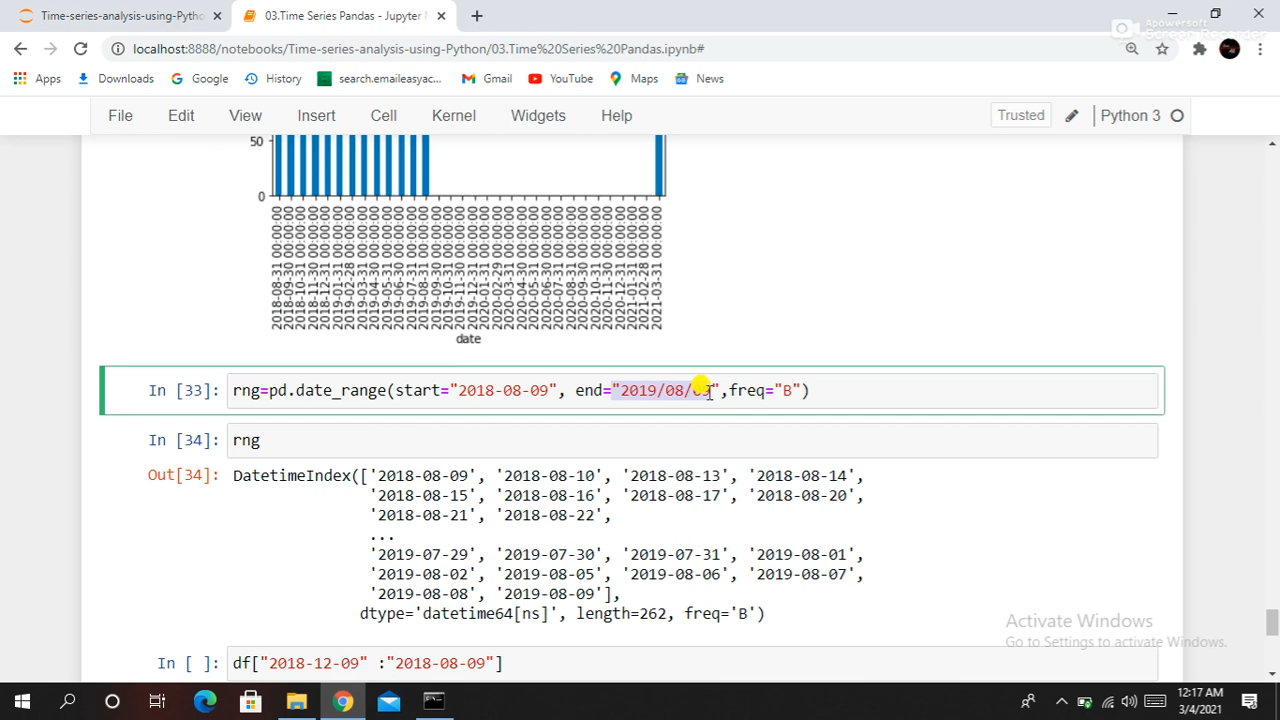 Time-series-analysis-using-Pytho
03.Time Series Pandas - Jupyter
Apowersoft
Screen Recorder
localhost:8888/notebooks/Time-series-analysis-using-Python/03.Time%20Series%20Pandas.ipynb#
Apps Downloads Google History search.emaileasyac... Gmail YouTube Maps News
File Edit View Insert Cell Kernel Widgets Help Trusted Python 3
50
0
2018-08-31 00:00:00
2018-09-30 00:00:00
2018-10-31 00:00:00
2018-11-30 00:00:00
2018-12-31 00:00:00
2019-01-31 00:00:00
2019-02-28 00:00:00
2019-03-31 00:00:00
2019-04-30 00:00:00
2019-05-31 00:00:00
2019-06-30 00:00:00
2019-07-31 00:00:00
2019-08-31 00:00:00
2019-09-30 00:00:00
2019-10-31 00:00:00
2019-11-30 00:00:00
2019-12-31 00:00:00
2020-01-31 00:00:00
2020-02-29 00:00:00
2020-03-31 00:00:00
2020-04-30 00:00:00
2020-05-31 00:00:00
2020-06-30 00:00:00
2020-07-31 00:00:00
2020-08-31 00:00:00
2020-09-30 00:00:00
2020-10-31 00:00:00
2020-11-30 00:00:00
2020-12-31 00:00:00
2021-01-31 00:00:00
2021-02-28 00:00:00
2021-03-31 00:00:00
date
In [33]: rng=pd.date_range(start="2018-08-09", end="2019/08/09",freq="B")
In [34]: rng
Out[34]: DatetimeIndex(['2018-08-09', '2018-08-10', '2018-08-13', '2018-08-14',
'2018-08-15', '2018-08-16', '2018-08-17', '2018-08-20',
'2018-08-21', '2018-08-22',
...
'2019-07-29', '2019-07-30', '2019-07-31', '2019-08-01',
'2019-08-02', '2019-08-05', '2019-08-06', '2019-08-07',
'2019-08-08', '2019-08-09'],
dtype='datetime64[ns]', length=262, freq='B')
Activate Windows
Go to Settings to activate Windows.
In [ ]: df["2018-12-09" :"2018-08-09"]
12:17 AM
3/4/2021